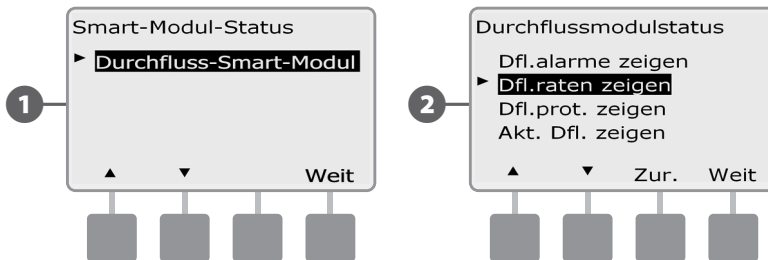 Smart-Modul-Status
Durchfluss-Smart-Modul
Weit
1
Durchflussmodulstatus
Dfl.alarme zeigen
Dfl.raten zeigen
Dfl.prot. zeigen
Akt. Dfl. zeigen
Zur. Weit
2